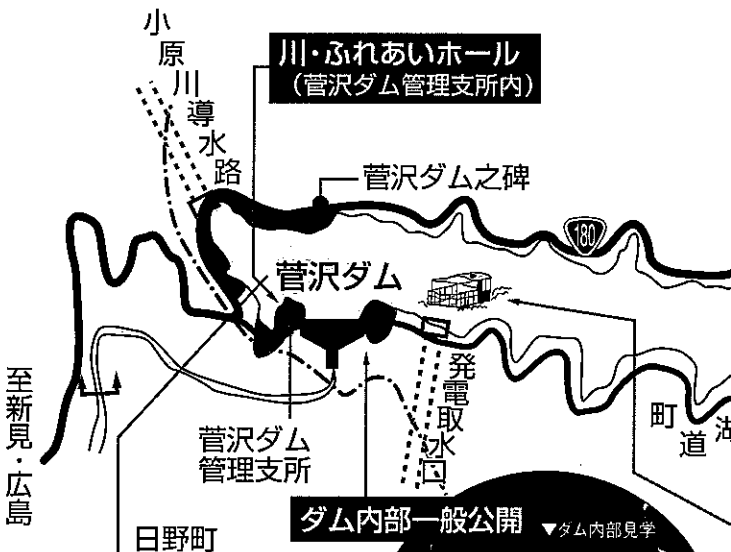 小原川導水路
川・ふれあいホール
（菅沢ダム管理支所内）
菅沢ダム之碑
180
菅沢ダム
発電取水口
至新見・広島
菅沢ダム
管理支所
町道湖
ダム内部一般公開
▼ダム内部見学
日野町